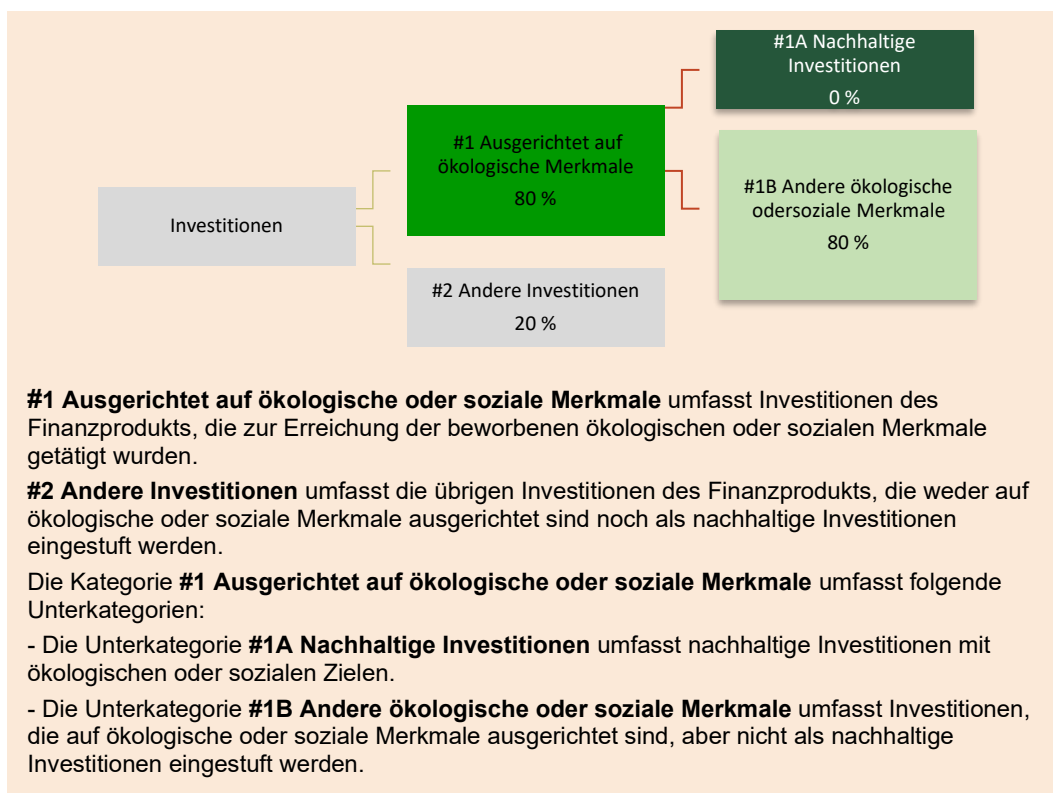 #1A Nachhaltige
Investitionen
0 %
#1 Ausgerichtet auf
ökologische Merkmale
80 %
#1B Andere ökologische
odersoziale Merkmale
80 %
Investitionen
#2 Andere Investitionen
20 %
#1 Ausgerichtet auf ökologische oder soziale Merkmale umfasst Investitionen des
Finanzprodukts, die zur Erreichung der beworbenen ökologischen oder sozialen Merkmale
getätigt wurden.
#2 Andere Investitionen umfasst die übrigen Investitionen des Finanzprodukts, die weder auf
ökologische oder soziale Merkmale ausgerichtet sind noch als nachhaltige Investitionen
eingestuft werden.
Die Kategorie #1 Ausgerichtet auf ökologische oder soziale Merkmale umfasst folgende
Unterkategorien:
- Die Unterkategorie #1A Nachhaltige Investitionen umfasst nachhaltige Investitionen mit
ökologischen oder sozialen Zielen.
- Die Unterkategorie #1B Andere ökologische oder soziale Merkmale umfasst Investitionen,
die auf ökologische oder soziale Merkmale ausgerichtet sind, aber nicht als nachhaltige
Investitionen eingestuft werden.